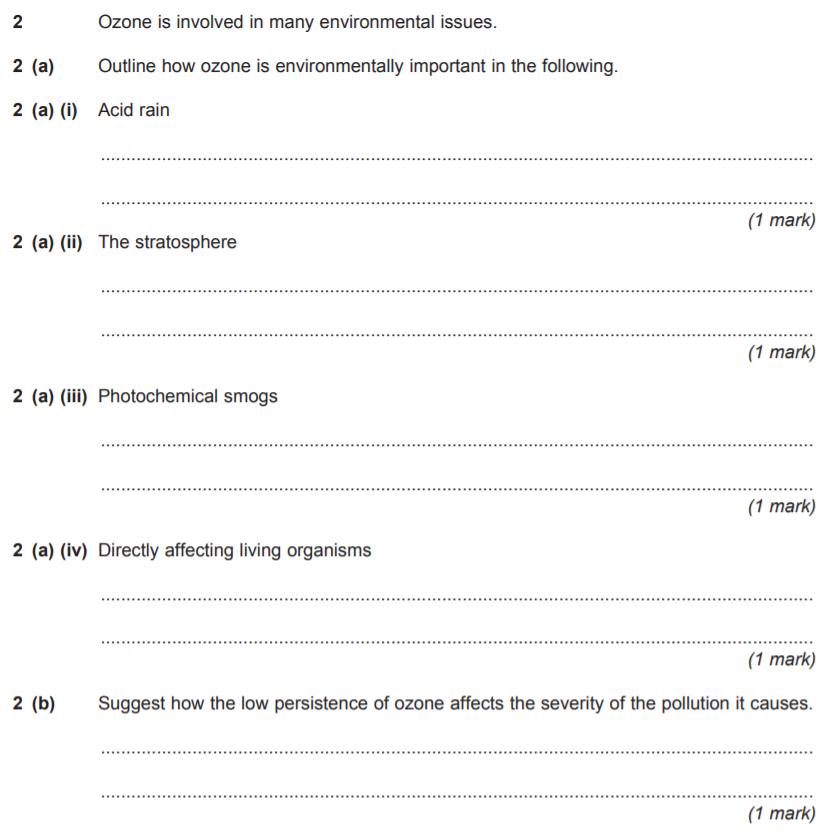 2 Ozone is involved in many environmental issues.
2 (a) Outline how ozone is environmentally important in the following.
2 (a) (i) Acid rain
(1 mark)
2 (a) (ii) The stratosphere
(1 mark)
2 (a) (iii) Photochemical smogs
(1 mark)
2 (a) (iv) Directly affecting living organisms
(1 mark)
2 (b) Suggest how the low persistence of ozone affects the severity of the pollution it causes.
(1 mark)